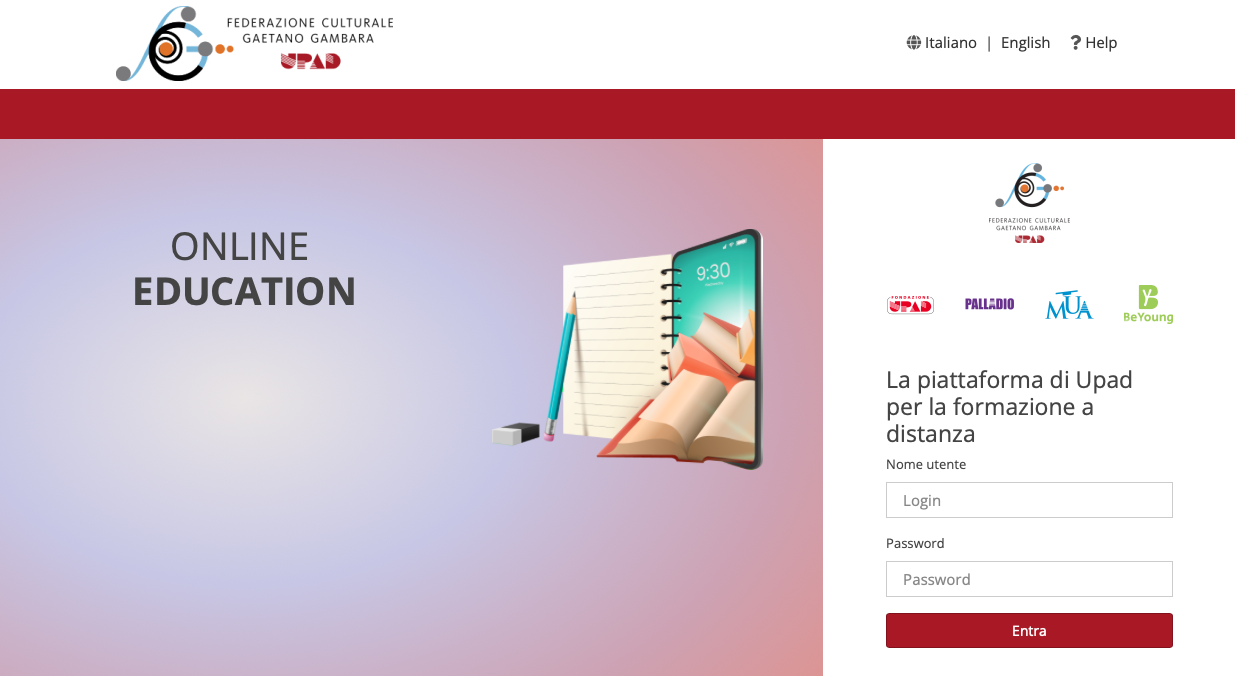 FEDERAZIONE CULTURALE
GAETANO GAMBARA
UPAD
Italiano | English
Help
ONLINE
EDUCATION
9:30
FEDERAZIONE CULTURALE
GAETANO GAMBARA
UPAD
FONDAZIONE
UPAD
PALLADIO
MUA
BeYoung
La piattaforma di Upad
per la formazione a
distanza
Nome utente
Login
Password
Password
Entra